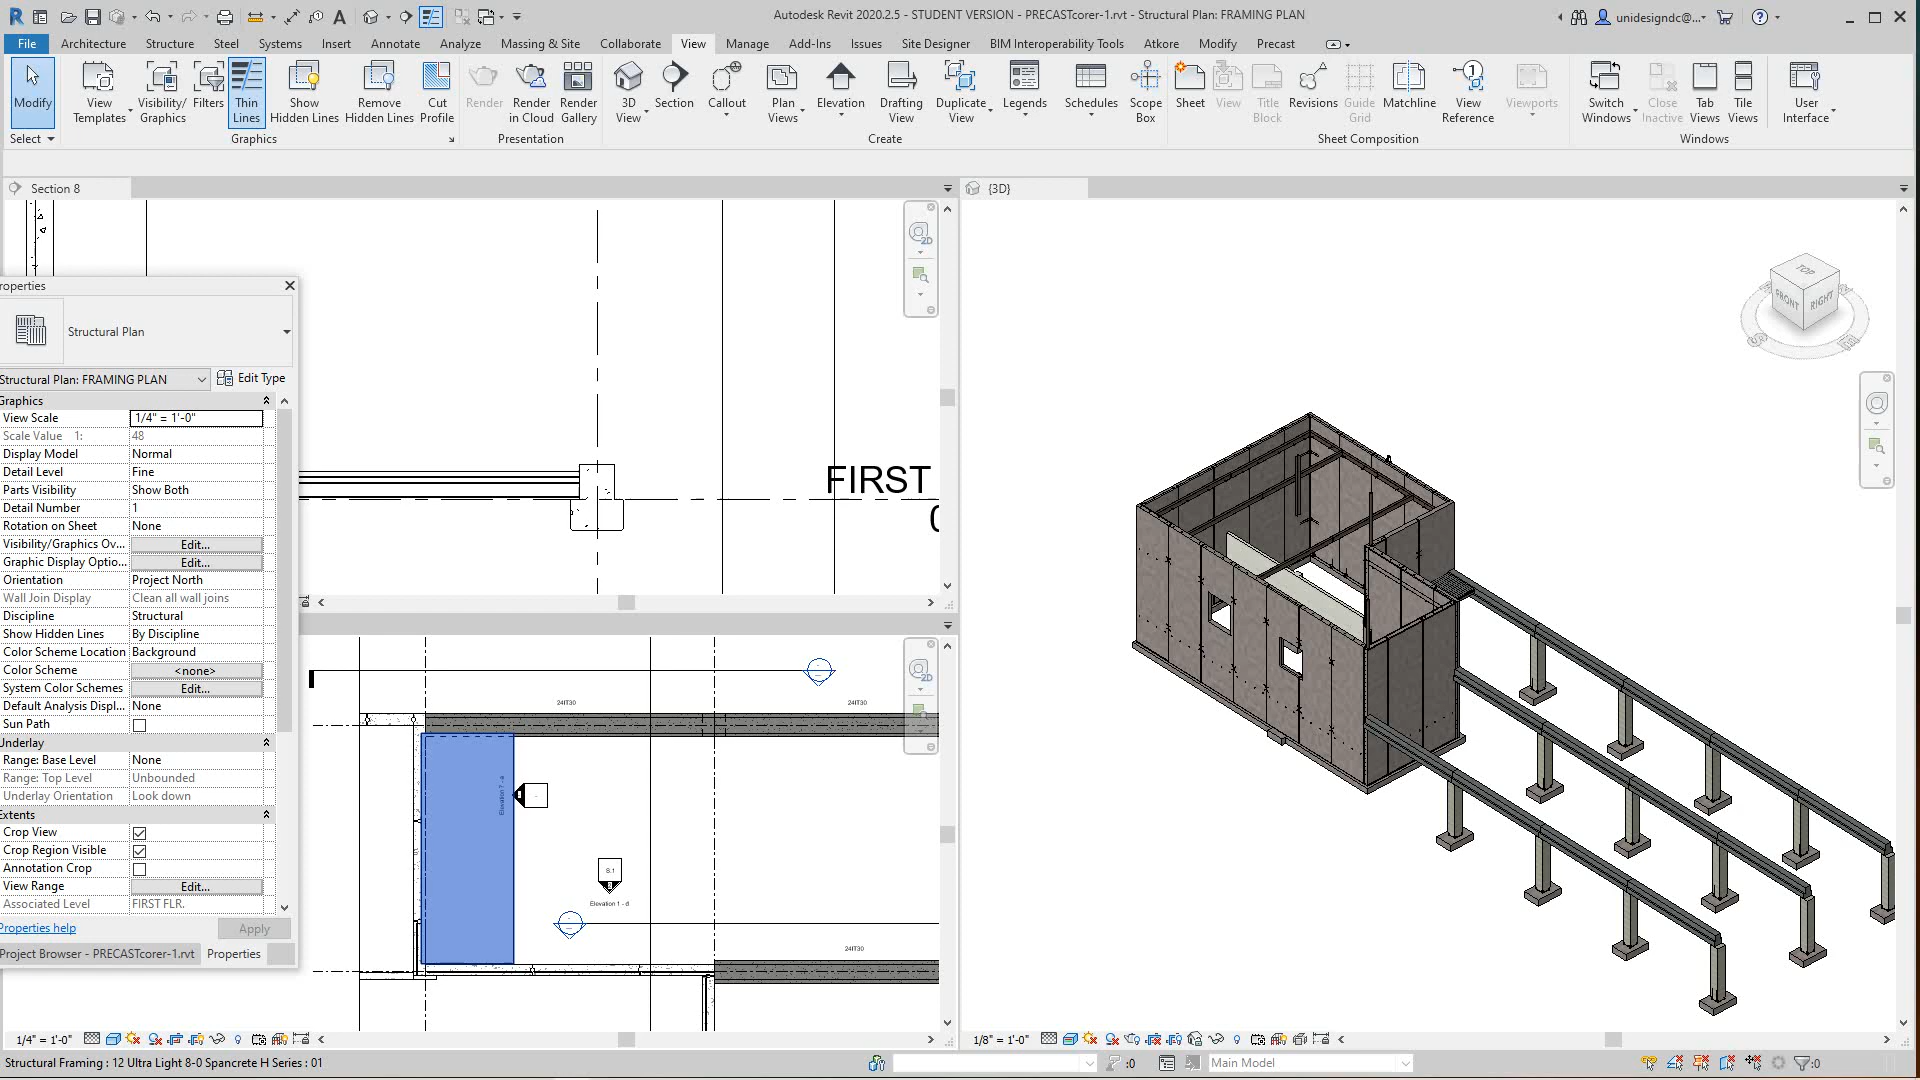 Autodesk Revit 2020.2.5 - STUDENT VERSION - PRECASTcorer-1.rvt - Structural Plan: FRAMING PLAN
unidesigndc@...
File Architecture Structure Steel Systems Insert Annotate Analyze Massing & Site Collaborate View Manage Add-Ins Issues Site Designer BIM Interoperability Tools Atkore Modify Precast
Modify
View Templates
Visibility/ Graphics
Filters
Thin Lines
Show Hidden Lines
Remove Hidden Lines
Cut Profile
Render
Render in Cloud
Render Gallery
3D View
Section
Callout
Plan Views
Elevation
Drafting View
Duplicate View
Legends
Schedules
Scope Box
Sheet
View
Title Block
Revisions
Guide Grid
Matchline
View Reference
Viewports
Switch Windows
Close Inactive
Tab Views
Tile Views
User Interface
Select
Graphics
Presentation
Create
Sheet Composition
Windows
Section 8
{3D}
2D
FIRST
TOP
FRONT
RIGHT
roperties
Structural Plan
Structural Plan: FRAMING PLAN
Edit Type
Graphics
View Scale 1/4" = 1'-0"
Scale Value 1: 48
Display Model Normal
Detail Level Fine
Parts Visibility Show Both
Detail Number 1
Rotation on Sheet None
Visibility/Graphics Ov... Edit...
Graphic Display Optio... Edit...
Orientation Project North
Wall Join Display Clean all wall joins
Discipline Structural
Show Hidden Lines By Discipline
Color Scheme Location Background
Color Scheme <none>
System Color Schemes Edit...
Default Analysis Displ... None
Sun Path
Underlay
Range: Base Level None
Range: Top Level Unbounded
Underlay Orientation Look down
Extents
Crop View
Crop Region Visible
Annotation Crop
View Range Edit...
Associated Level FIRST FLR.
Properties help
Apply
Project Browser - PRECASTcorer-1.rvt
Properties
2D
24IT30
24IT30
Elevation 7 - a
S.1
Elevation 1 - d
24IT30
1/4" = 1'-0"
1/8" = 1'-0"
Structural Framing : 12 Ultra Light 8-0 Spancrete H Series : 01
:0
Main Model
:0